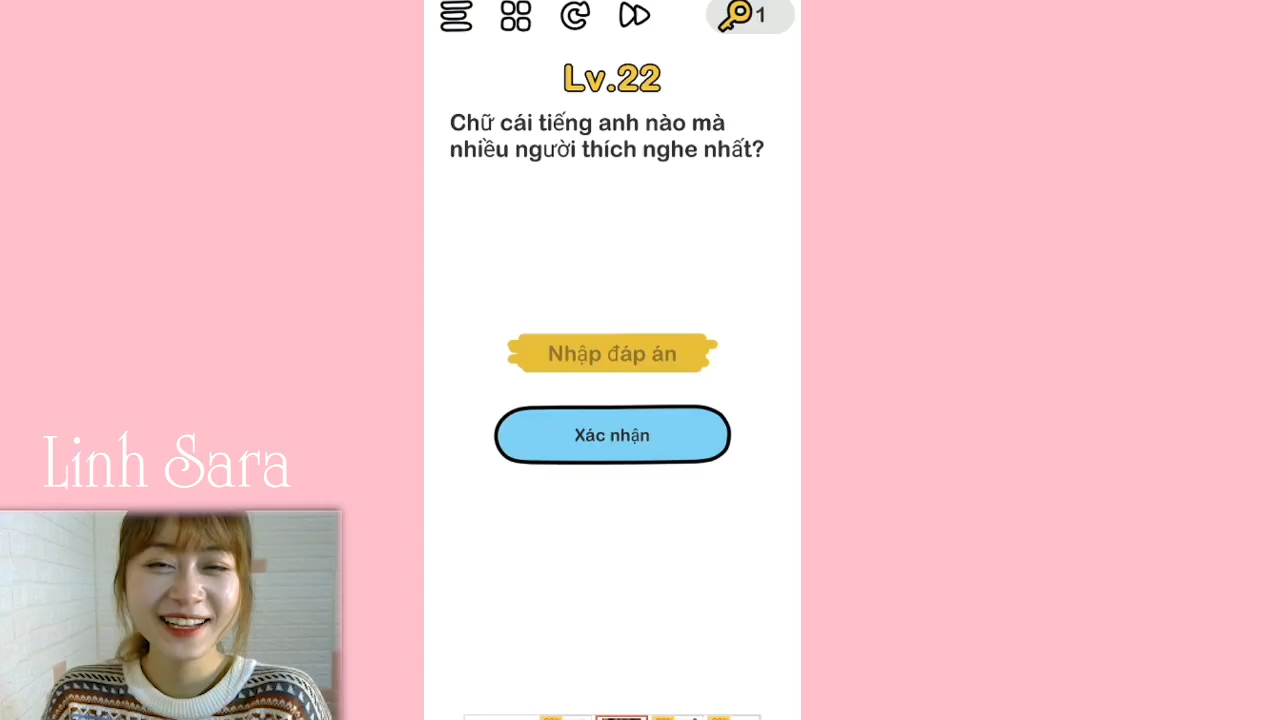 1
Lv.22
Chữ cái tiếng anh nào mà
nhiều người thích nghe nhất?
Nhập đáp án
Xác nhận
Linh Sara